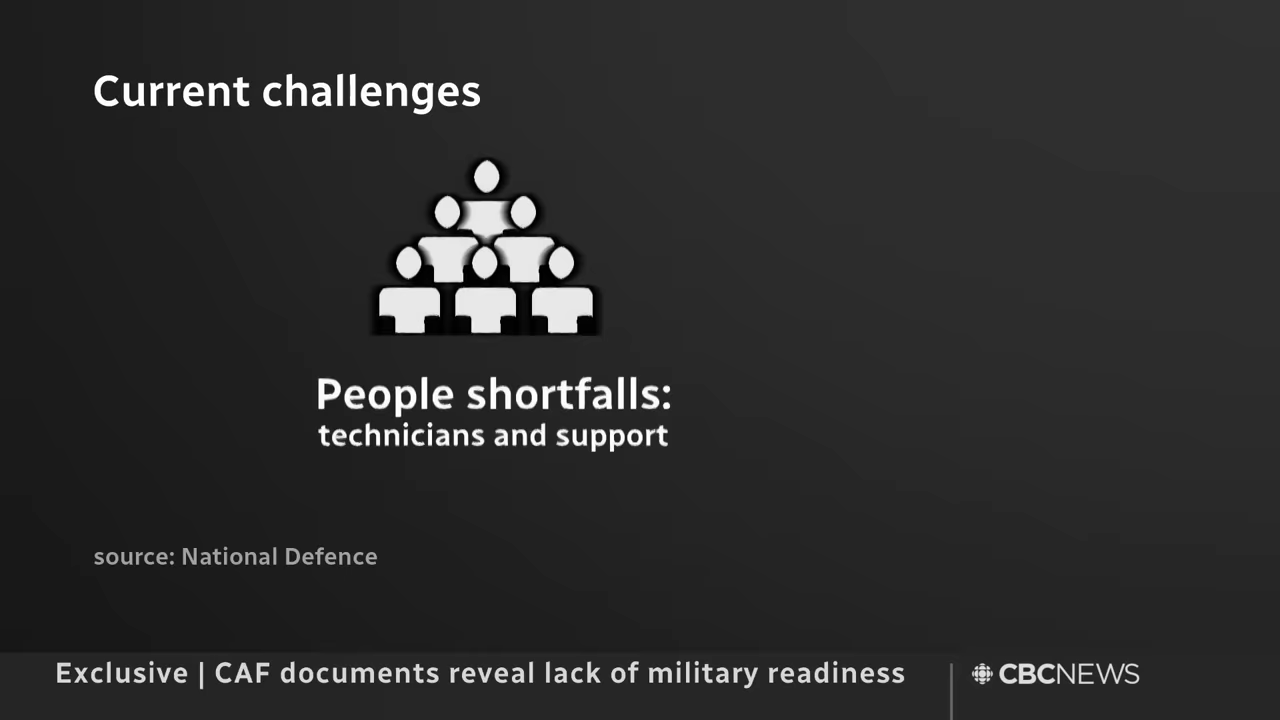 Current challenges
People shortfalls:
technicians and support
source: National Defence
Exclusive | CAF documents reveal lack of military readiness
CBCNEWS